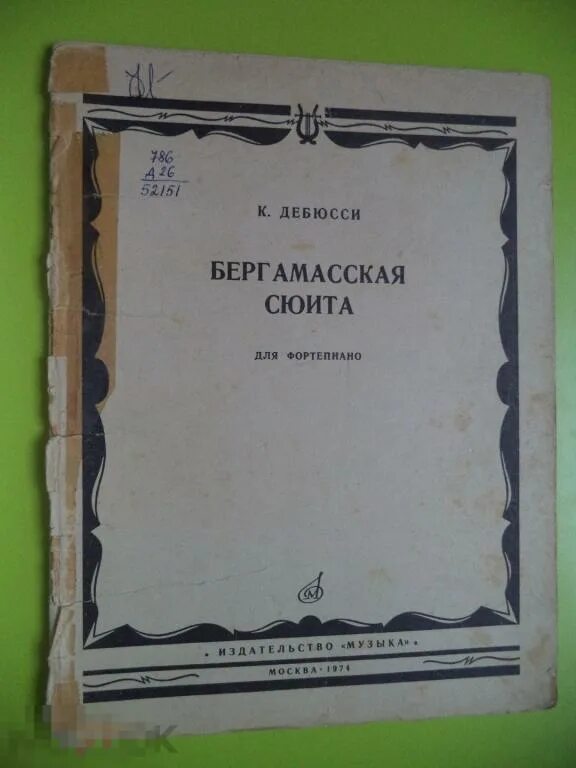 786
Д 26
52151
К. ДЕБЮССИ
БЕРГАМАССКАЯ
СЮИТА
ДЛЯ ФОРТЕПИАНО
М
• ИЗДАТЕЛЬСТВО «МУЗЫКА» •
МОСКВА · 1974